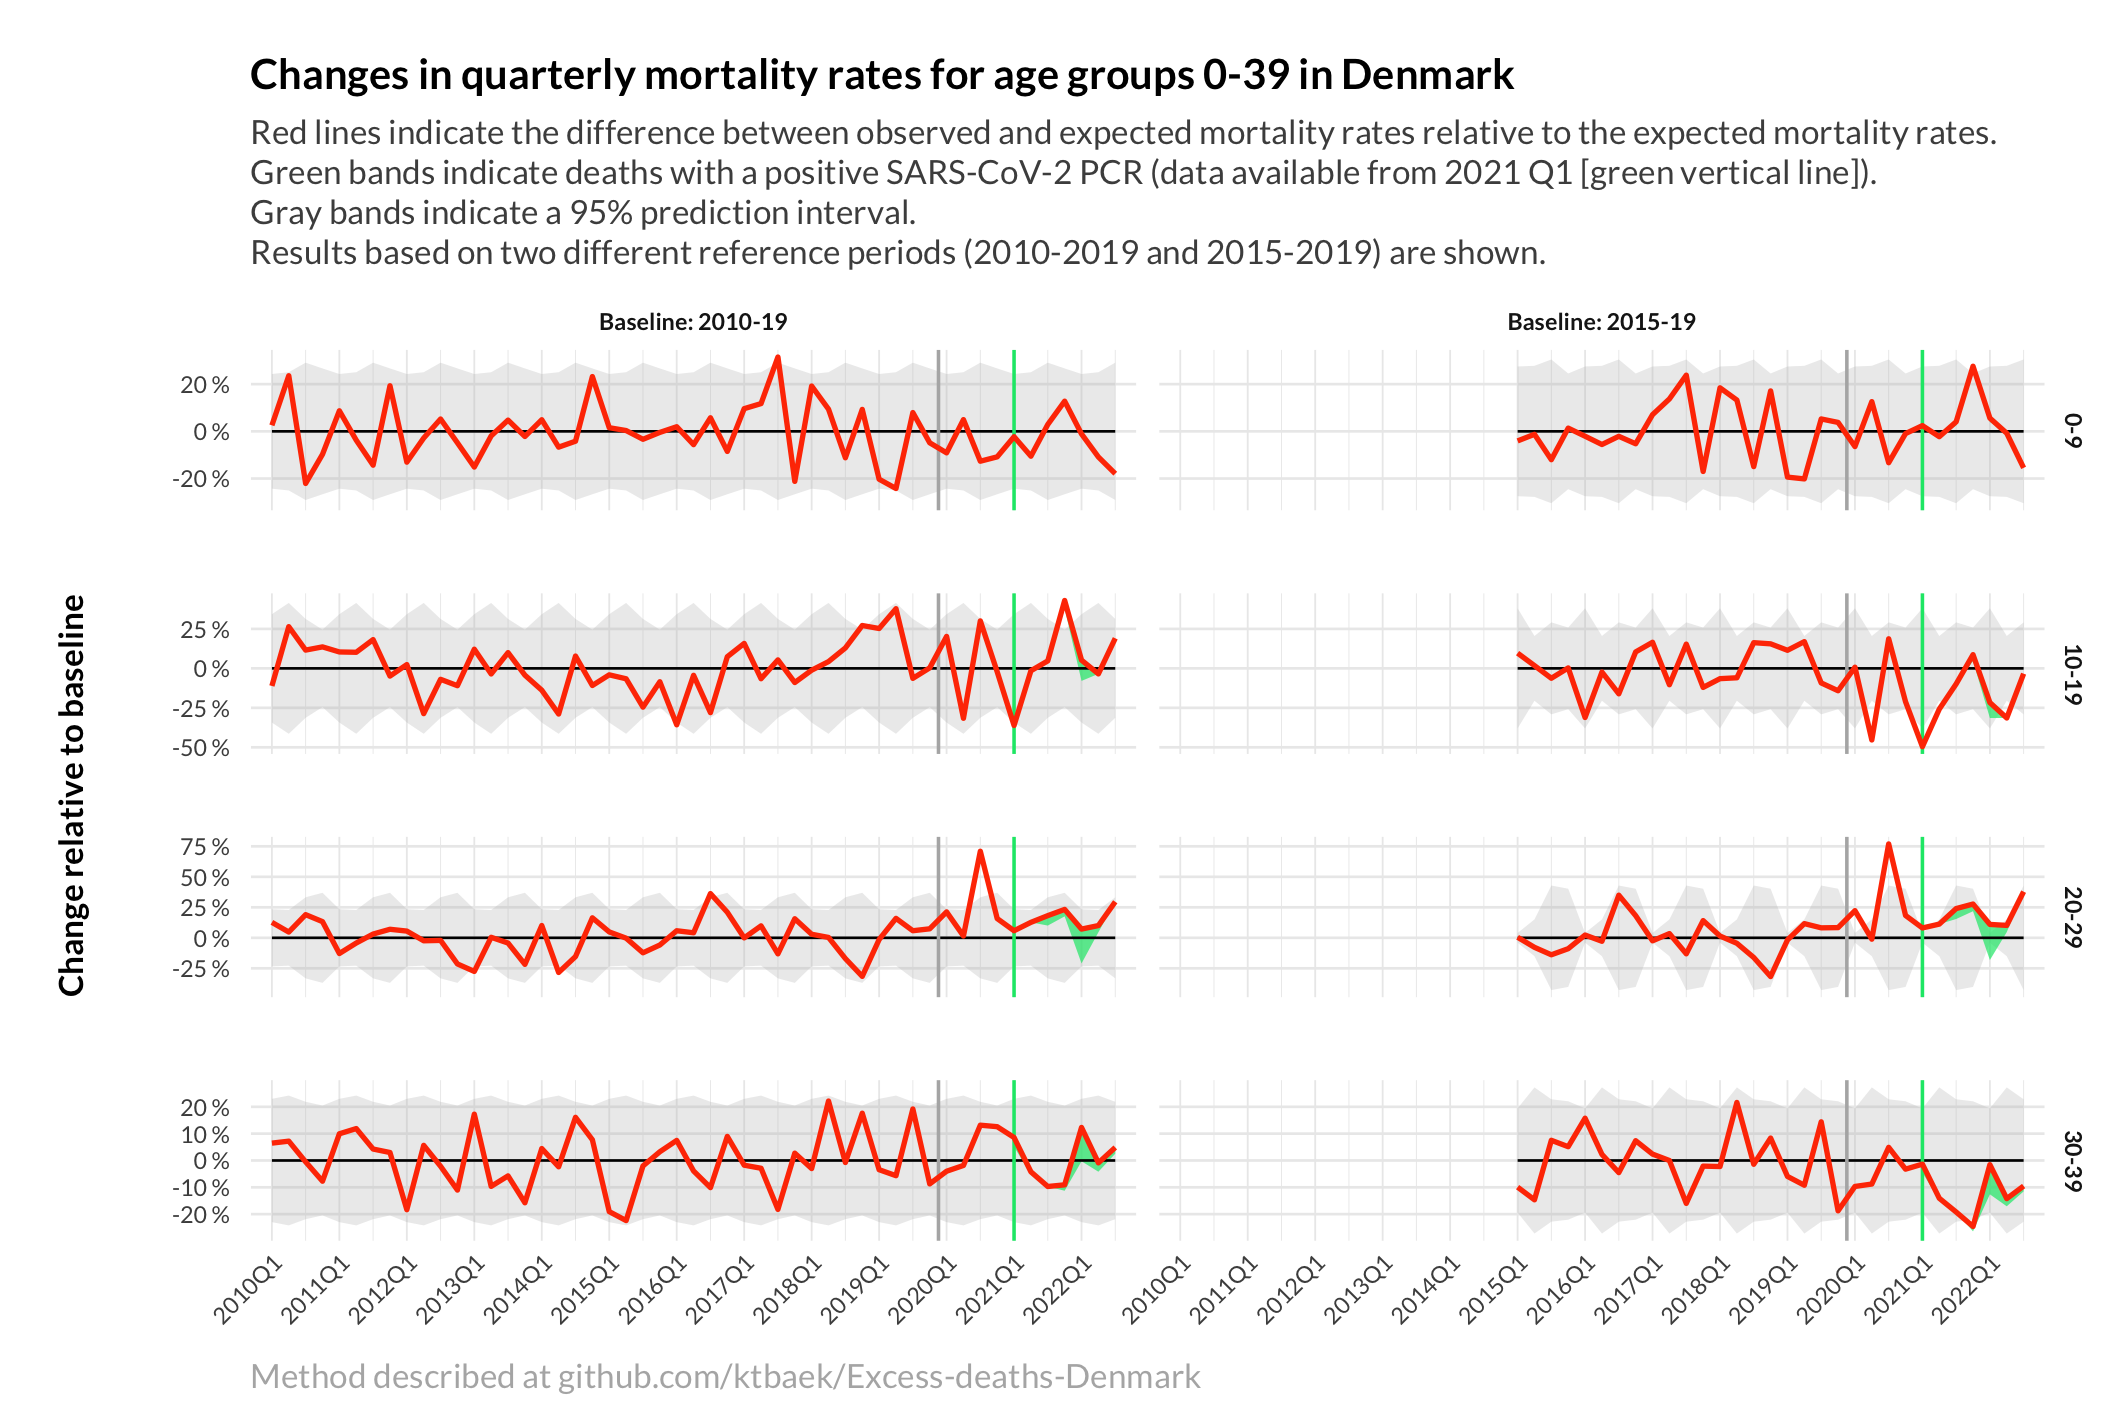 Changes in quarterly mortality rates for age groups 0-39 in Denmark
Red lines indicate the difference between observed and expected mortality rates relative to the expected mortality rates.
Green bands indicate deaths with a positive SARS-CoV-2 PCR (data available from 2021 Q1 [green vertical line]).
Gray bands indicate a 95% prediction interval.
Results based on two different reference periods (2010-2019 and 2015-2019) are shown.
Baseline: 2010-19
Baseline: 2015-19
Change relative to baseline
20 %
0 %
-20 %
0-9
25 %
0 %
-25 %
-50 %
10-19
75 %
50 %
25 %
0 %
-25 %
20-29
20 %
10 %
0 %
-10 %
-20 %
30-39
2010Q1
2011Q1
2012Q1
2013Q1
2014Q1
2015Q1
2016Q1
2017Q1
2018Q1
2019Q1
2020Q1
2021Q1
2022Q1
2010Q1
2011Q1
2012Q1
2013Q1
2014Q1
2015Q1
2016Q1
2017Q1
2018Q1
2019Q1
2020Q1
2021Q1
2022Q1
Method described at github.com/ktbaek/Excess-deaths-Denmark